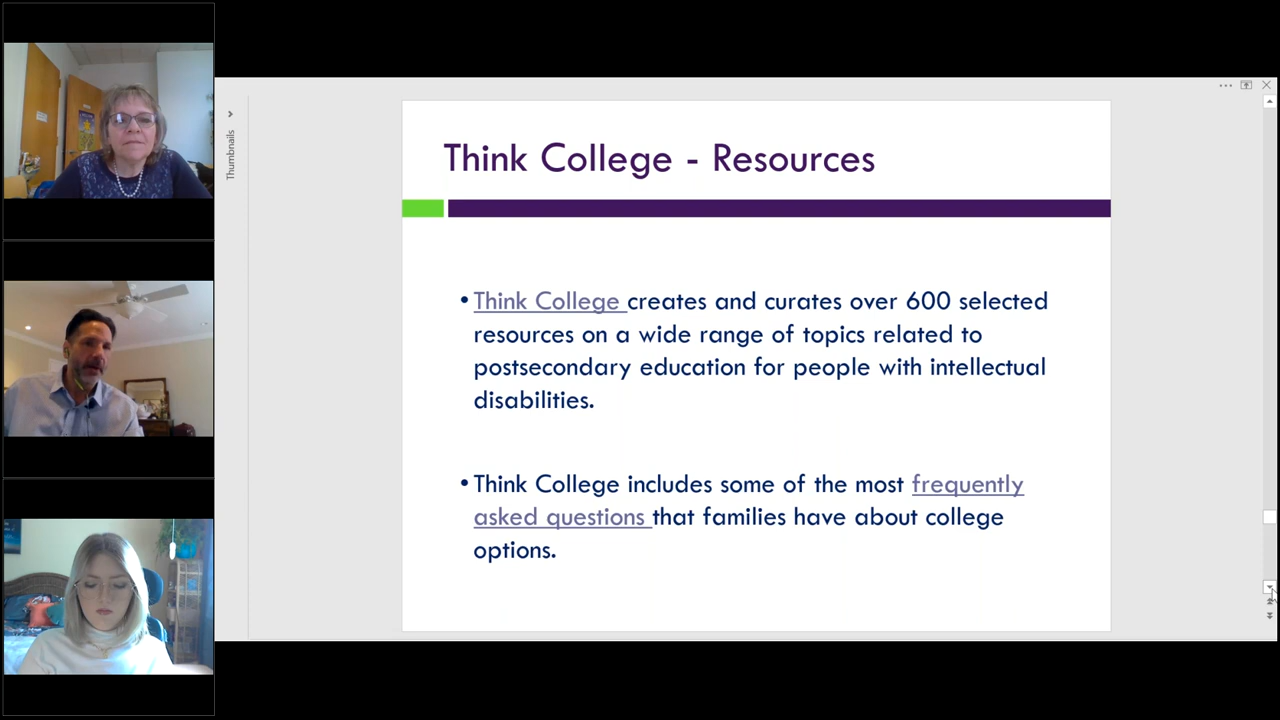 Thumbnails
Think College - Resources
•Think College creates and curates over 600 selected
resources on a wide range of topics related to
postsecondary education for people with intellectual
disabilities.
•Think College includes some of the most frequently
asked questions that families have about college
options.